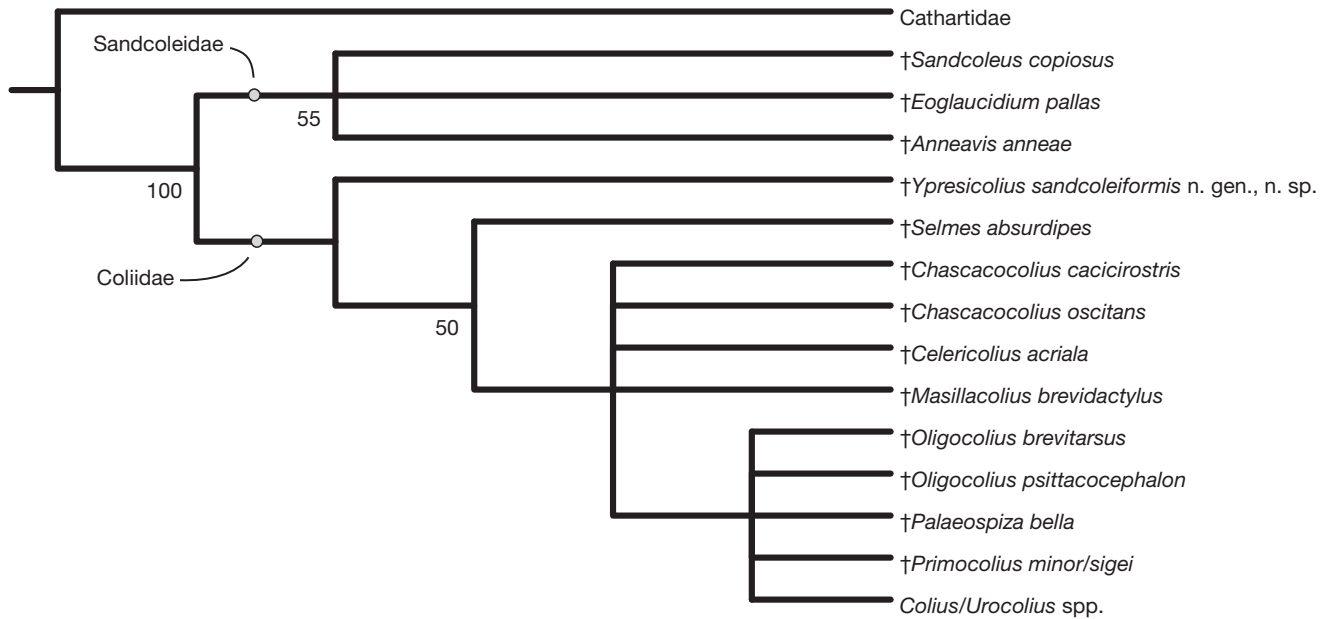 Cathartidae
Sandcoleidae
†Sandcoleus copiosus
†Eoglaucidium pallas
55
†Anneavis anneae
100
†Ypresicolius sandcoleiformis n. gen., n. sp.
†Selmes absurdipes
Coliidae
†Chascacocolius cacicirostris
†Chascacocolius oscitans
50
†Celericolius acriala
†Masillacolius brevidactylus
†Oligocolius brevitarsus
†Oligocolius psittacocephalon
†Palaeospiza bella
†Primocolius minor/sigei
Colius/Urocolius spp.